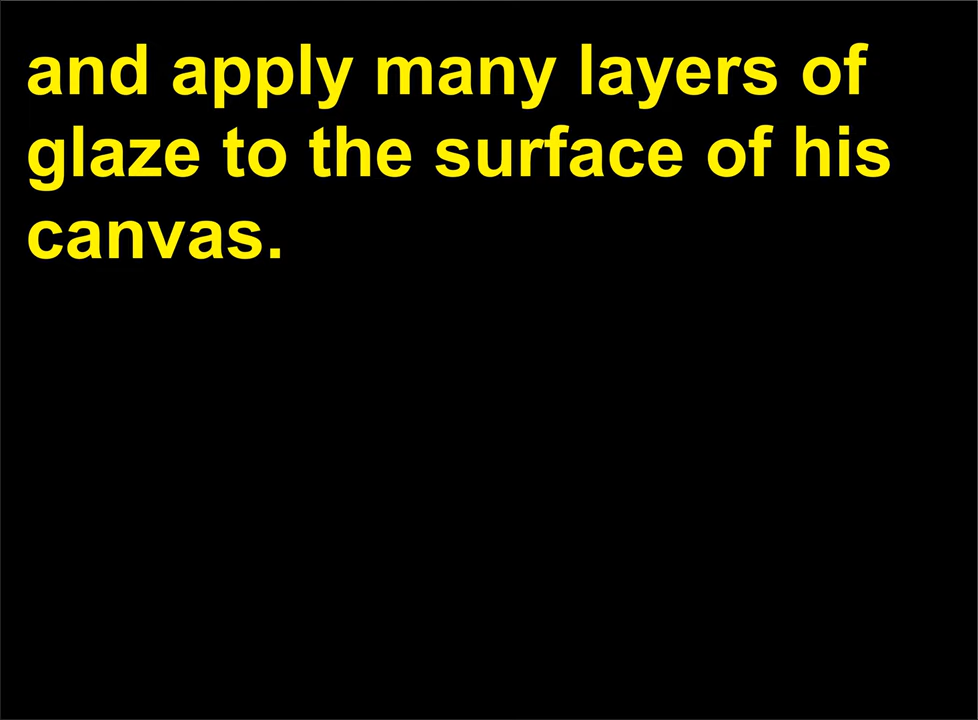 and apply many layers of
glaze to the surface of his
canvas.